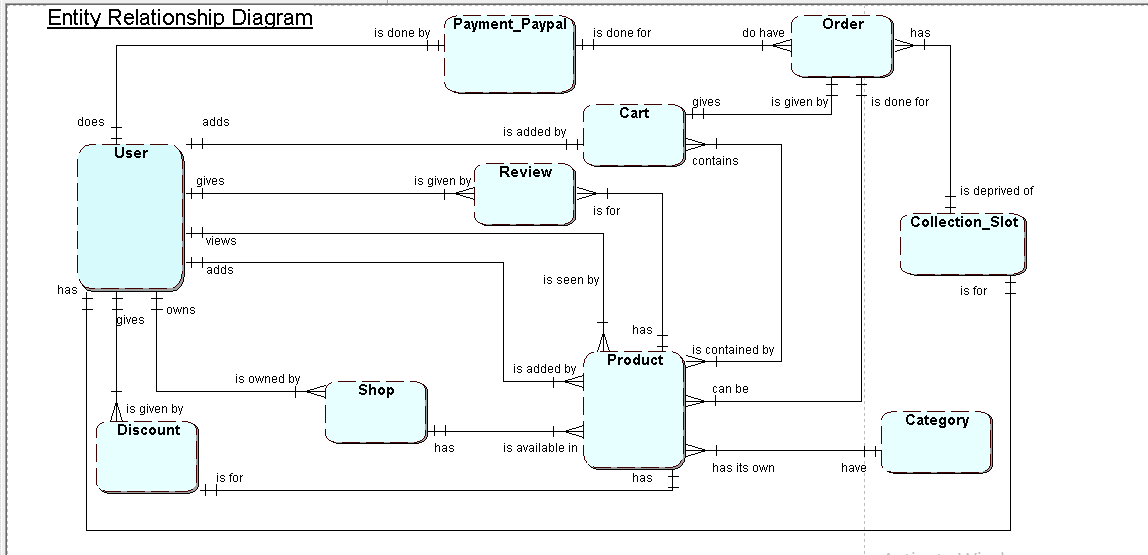 Entity Relationship Diagram
Payment_Paypal
Order
is done by
is done for
do have
has
does
adds
is added by
Cart
gives
is given by
is done for
contains
User
gives
is given by
Review
is for
is deprived of
Collection_Slot
is for
views
adds
is seen by
has
has
gives
owns
is added by
Product
is contained by
can be
is owned by
Shop
is given by
Discount
has
is available in
Category
has its own
have
is for
has